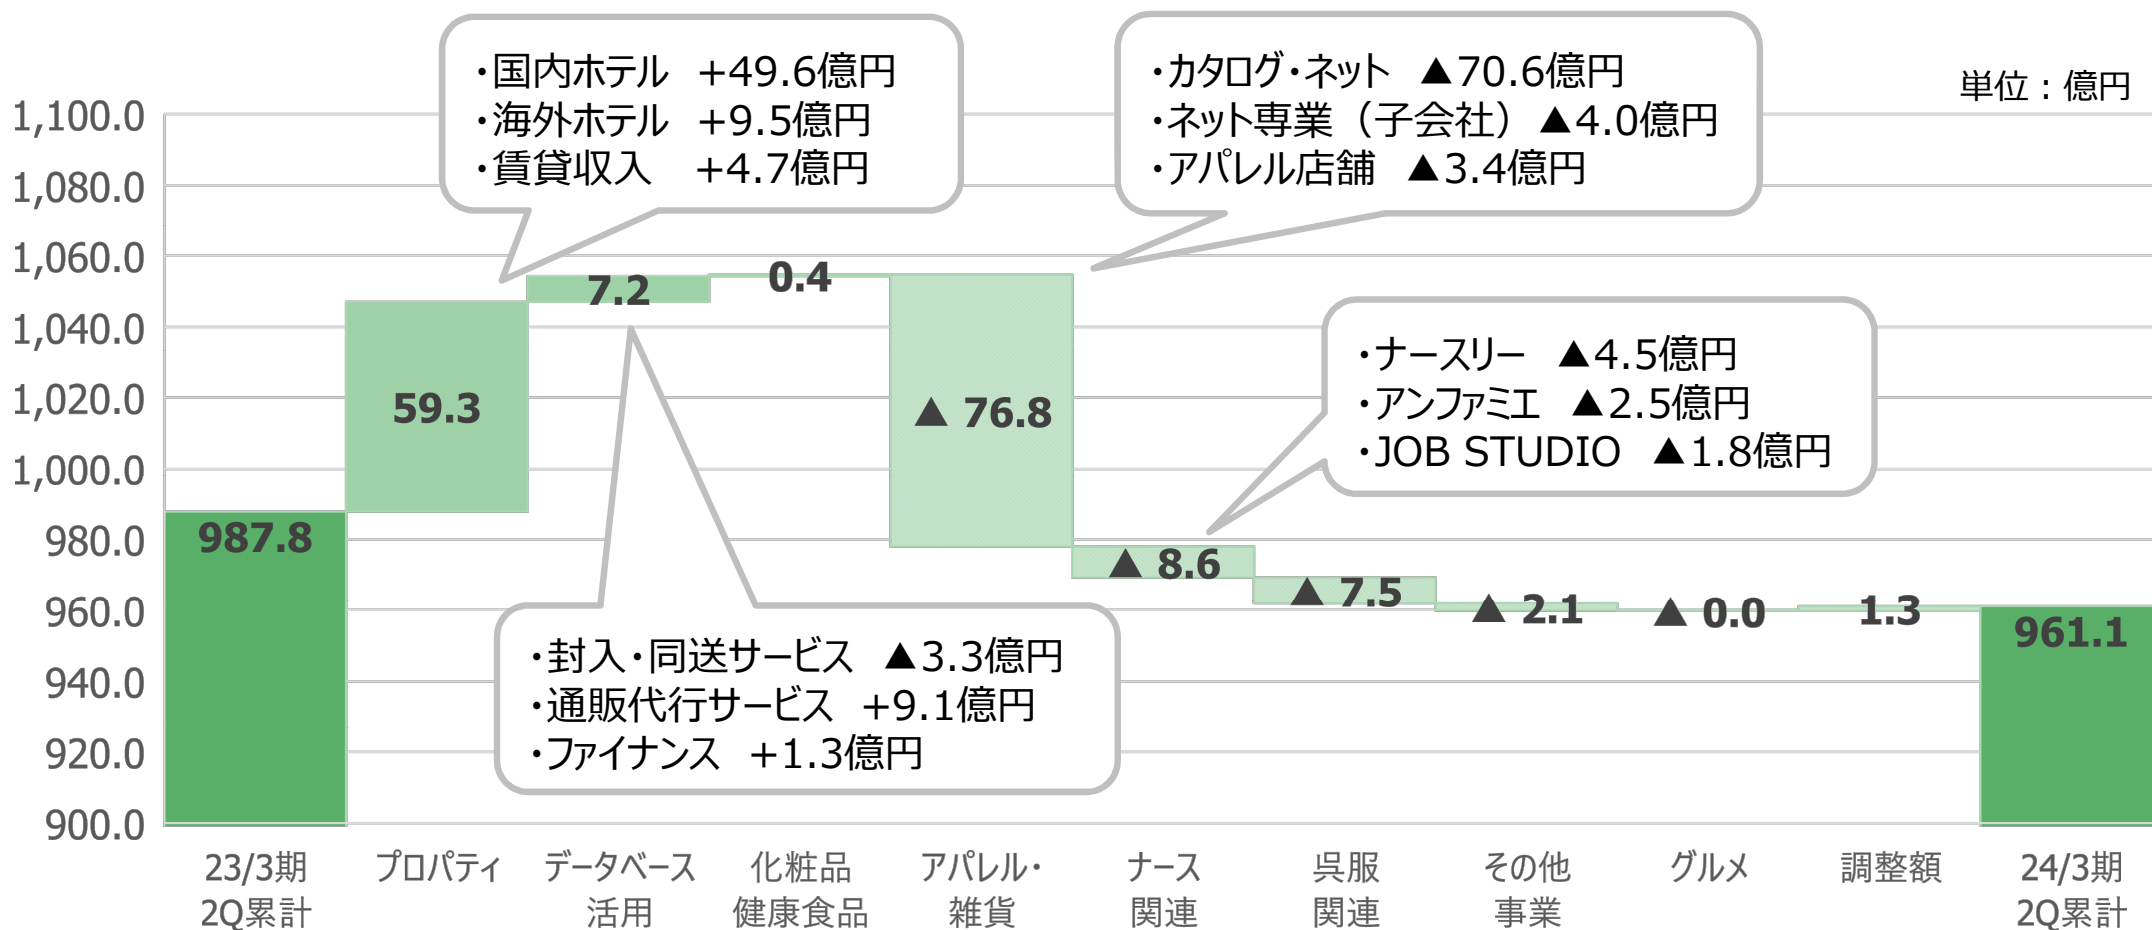 ・国内ホテル +49.6億円
・海外ホテル +9.5億円
・賃貸収入 +4.7億円
・カタログ・ネット ▲70.6億円
・ネット専業（子会社）▲4.0億円
・アパレル店舗 ▲3.4億円
単位：億円
1,100.0
1,080.0
1,060.0
1,040.0
1,020.0
1,000.0
980.0
960.0
940.0
920.0
900.0
987.8
59.3
7.2
0.4
▲ 76.8
▲ 8.6
▲ 7.5
▲ 2.1
▲ 0.0
1.3
961.1
・ナースリー ▲4.5億円
・アンファミエ ▲2.5億円
・JOB STUDIO ▲1.8億円
・封入・同送サービス ▲3.3億円
・通販代行サービス +9.1億円
・ファイナンス +1.3億円
23/3期
2Q累計
プロパティ
データベース
活用
化粧品
健康食品
アパレル・
雑貨
ナース
関連
呉服
関連
その他
事業
グルメ
調整額
24/3期
2Q累計